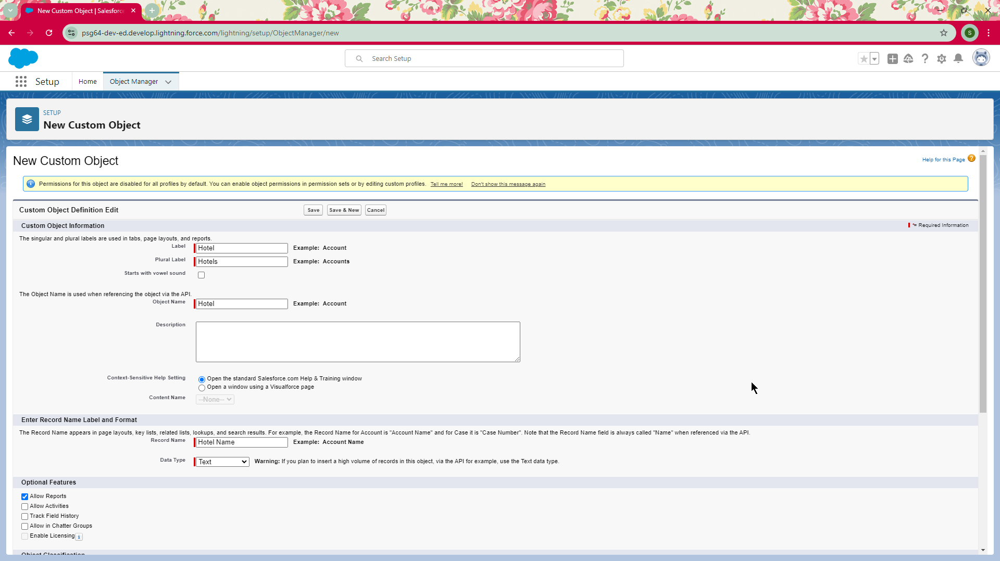 New Custom Object | Salesforce
psg64-dev-ed.develop.lightning.force.com/lightning/setup/ObjectManager/new
S
Search Setup
Setup
Home
Object Manager
SETUP
New Custom Object
New Custom Object
Help for this Page
Permissions for this object are disabled for all profiles by default. You can enable object permissions in permission sets or by editing custom profiles. Tell me more! Don't show this message again
Custom Object Definition Edit
Save
Save & New
Cancel
Custom Object Information
= Required Information
The singular and plural labels are used in tabs, page layouts, and reports.
Label
Hotel
Example: Account
Plural Label
Hotels
Example: Accounts
Starts with vowel sound
The Object Name is used when referencing the object via the API.
Object Name
Hotel
Example: Account
Description
Context-Sensitive Help Setting
Open the standard Salesforce.com Help & Training window
Open a window using a Visualforce page
Content Name
--None--
Enter Record Name Label and Format
The Record Name appears in page layouts, key lists, related lists, lookups, and search results. For example, the Record Name for Account is "Account Name" and for Case it is "Case Number". Note that the Record Name field is always called "Name" when referenced via the API.
Record Name
Hotel Name
Example: Account Name
Data Type
Text
Warning: If you plan to insert a high volume of records in this object, via the API for example, use the Text data type.
Optional Features
Allow Reports
Allow Activities
Track Field History
Allow in Chatter Groups
Enable Licensing
Object Classification